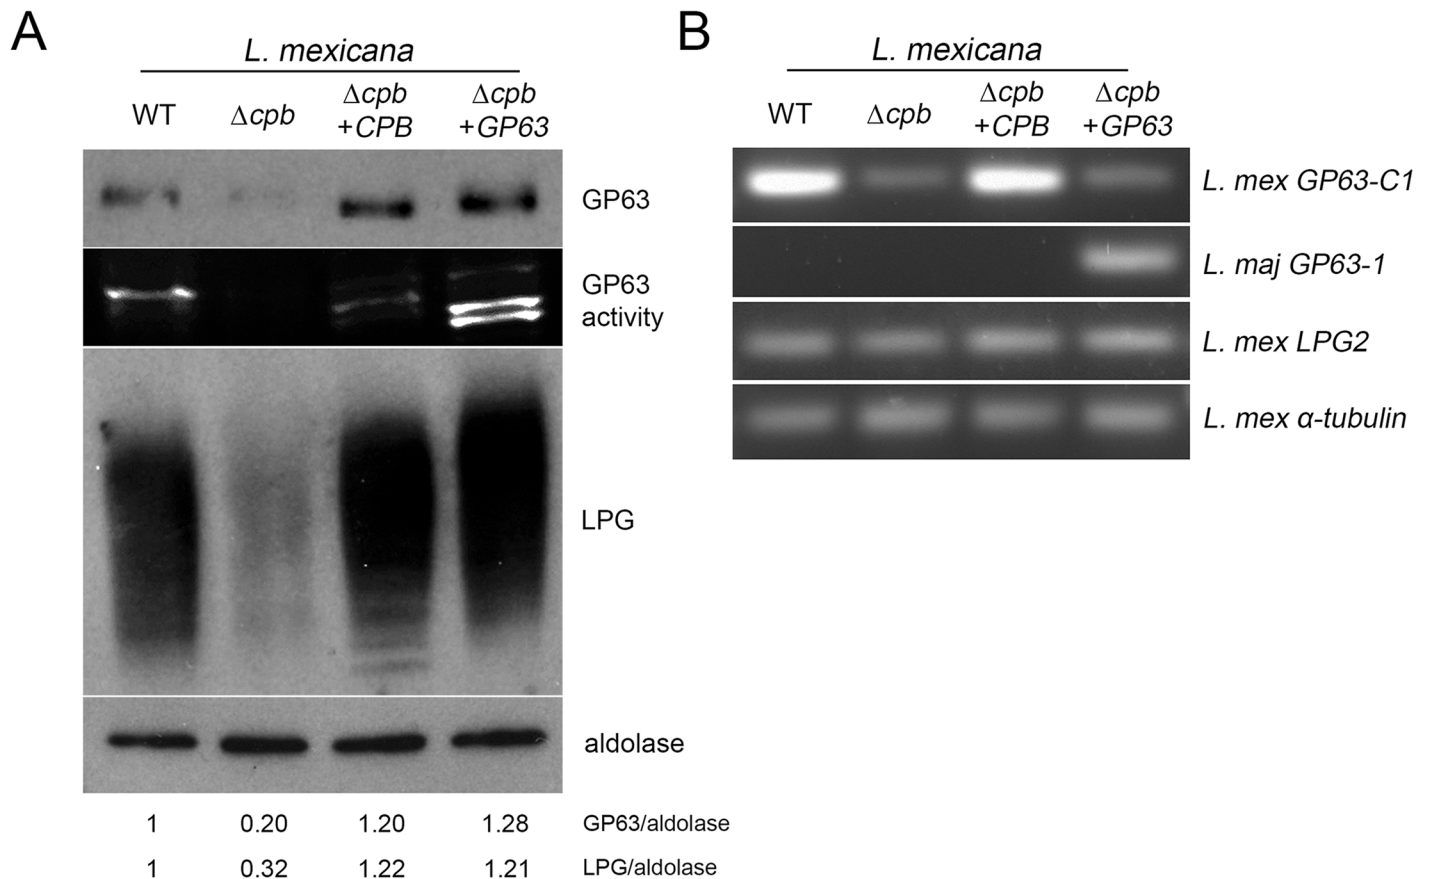 A
L. mexicana
WT
Δcpb
Δcpb
+CPB
Δcpb
+GP63
GP63
GP63
activity
LPG
aldolase
1 0.20 1.20 1.28 GP63/aldolase
1 0.32 1.22 1.21 LPG/aldolase
B
L. mexicana
WT
Δcpb
Δcpb
+CPB
Δcpb
+GP63
L. mex GP63-C1
L. maj GP63-1
L. mex LPG2
L. mex α-tubulin